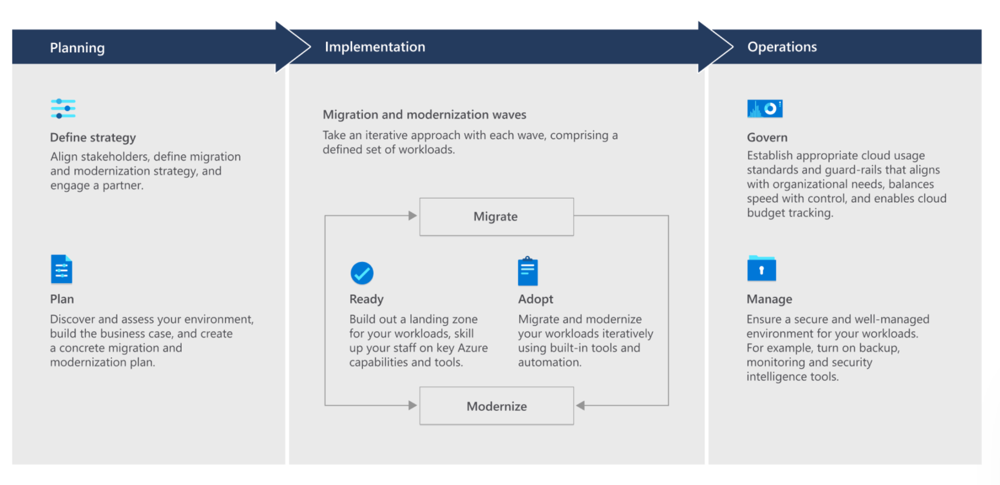 Planning
Implementation
Operations
Define strategy
Align stakeholders, define migration
and modernization strategy, and
engage a partner.
Plan
Discover and assess your environment,
build the business case, and create
a concrete migration and
modernization plan.
Migration and modernization waves
Take an iterative approach with each wave, comprising a
defined set of workloads.
Migrate
Ready
Build out a landing zone
for your workloads, skill
up your staff on key Azure
capabilities and tools.
Adopt
Migrate and modernize
your workloads iteratively
using built-in tools and
automation.
Modernize
Govern
Establish appropriate cloud usage
standards and guard-rails that aligns
with organizational needs, balances
speed with control, and enables cloud
budget tracking.
Manage
Ensure a secure and well-managed
environment for your workloads.
For example, turn on backup,
monitoring and security
intelligence tools.